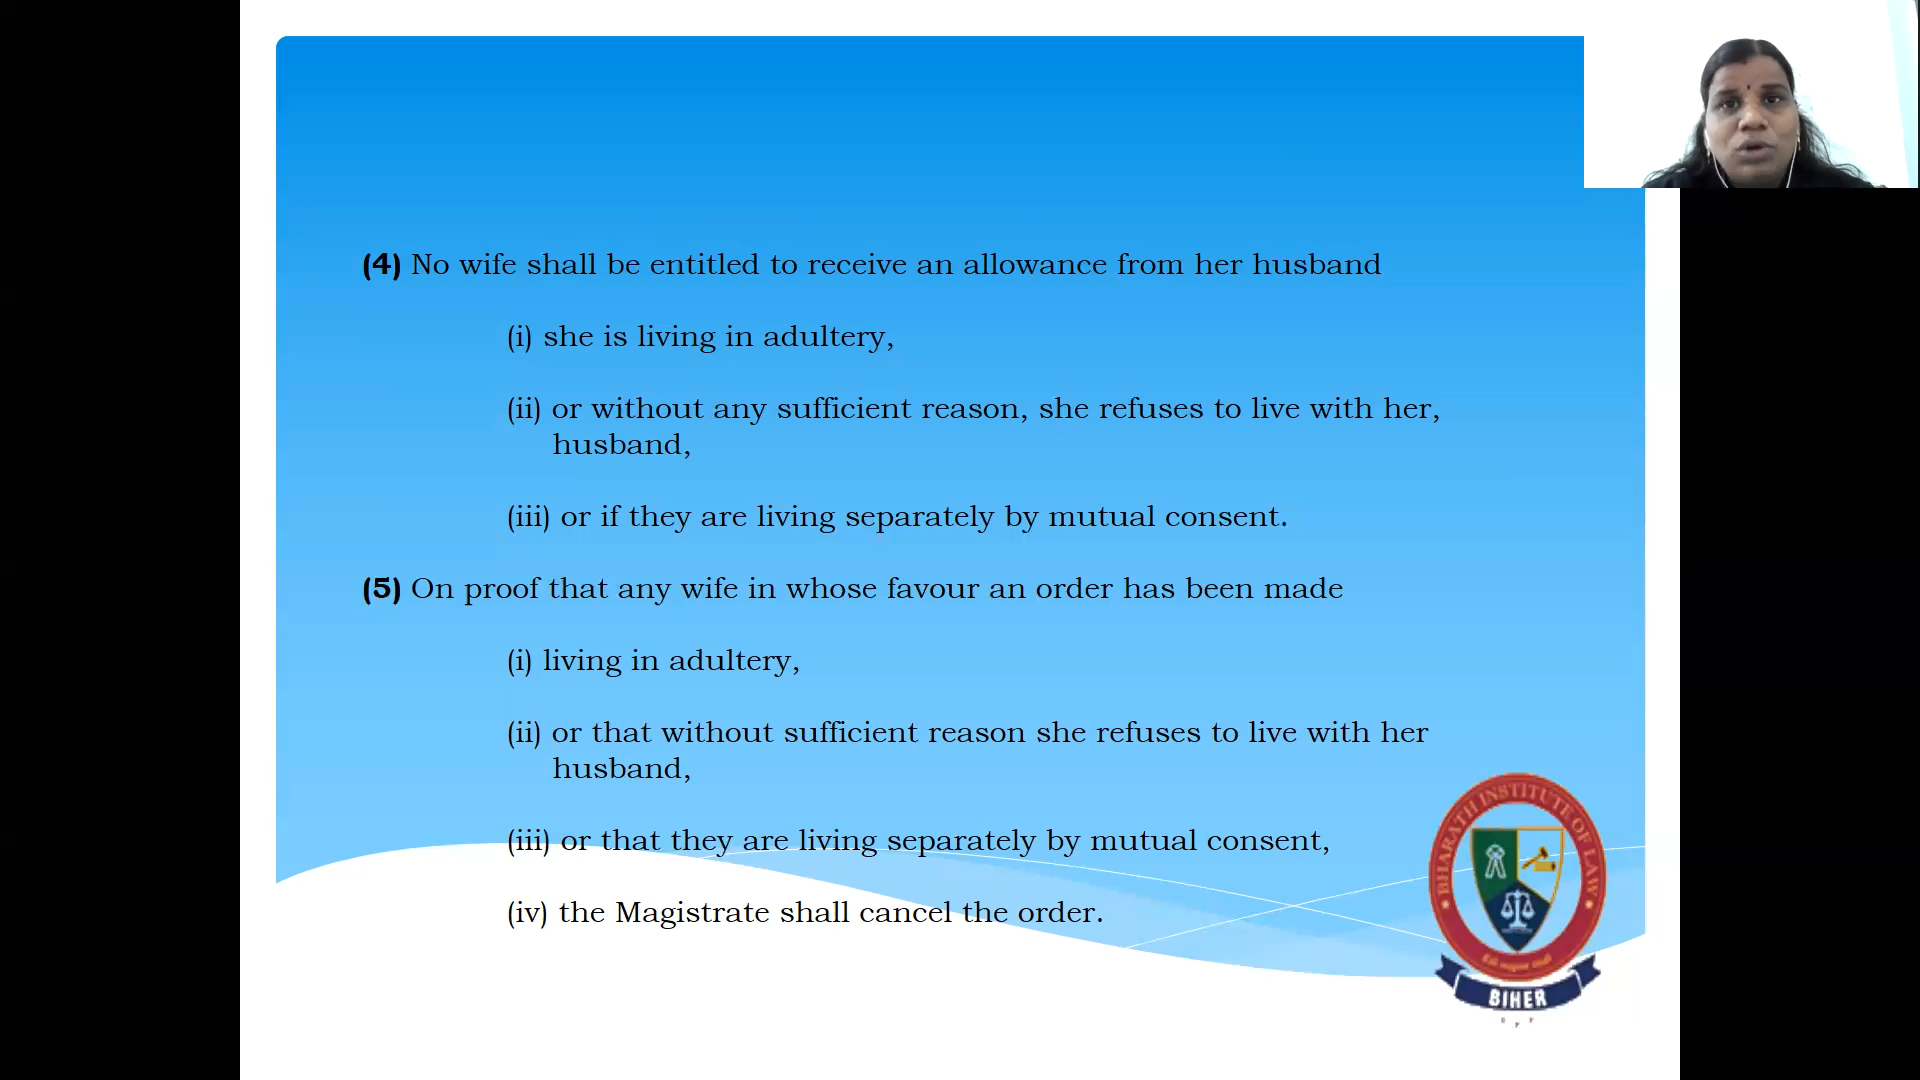 (4) No wife shall be entitled to receive an allowance from her husband
(i) she is living in adultery,
(ii) or without any sufficient reason, she refuses to live with her,
husband,
(iii) or if they are living separately by mutual consent.
(5) On proof that any wife in whose favour an order has been made
(i) living in adultery,
(ii) or that without sufficient reason she refuses to live with her
husband,
(iii) or that they are living separately by mutual consent,
(iv) the Magistrate shall cancel the order.
BHARATH INSTITUTE OF LAW
BIHER